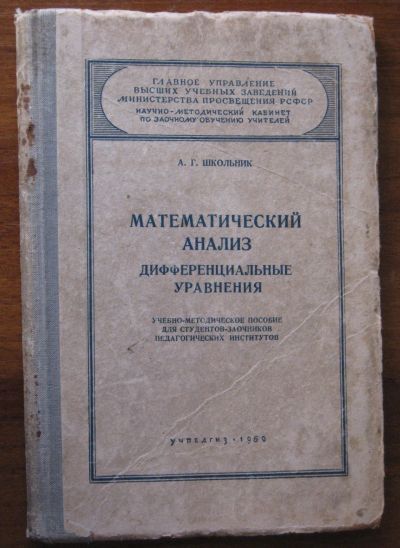 ГЛАВНОЕ УПРАВЛЕНИЕ
ВЫСШИХ УЧЕБНЫХ ЗАВЕДЕНИЙ
МИНИСТЕРСТВА ПРОСВЕЩЕНИЯ РСФСР
НАУЧНО-МЕТОДИЧЕСКИЙ КАБИНЕТ
ПО ЗАОЧНОМУ ОБУЧЕНИЮ УЧИТЕЛЕЙ
А. Г. ШКОЛЬНИК
МАТЕМАТИЧЕСКИЙ
АНАЛИЗ
ДИФФЕРЕНЦИАЛЬНЫЕ
УРАВНЕНИЯ
УЧЕБНО-МЕТОДИЧЕСКОЕ ПОСОБИЕ
ДЛЯ СТУДЕНТОВ-ЗАОЧНИКОВ
ПЕДАГОГИЧЕСКИХ ИНСТИТУТОВ
УЧПЕДГИЗ · 1960